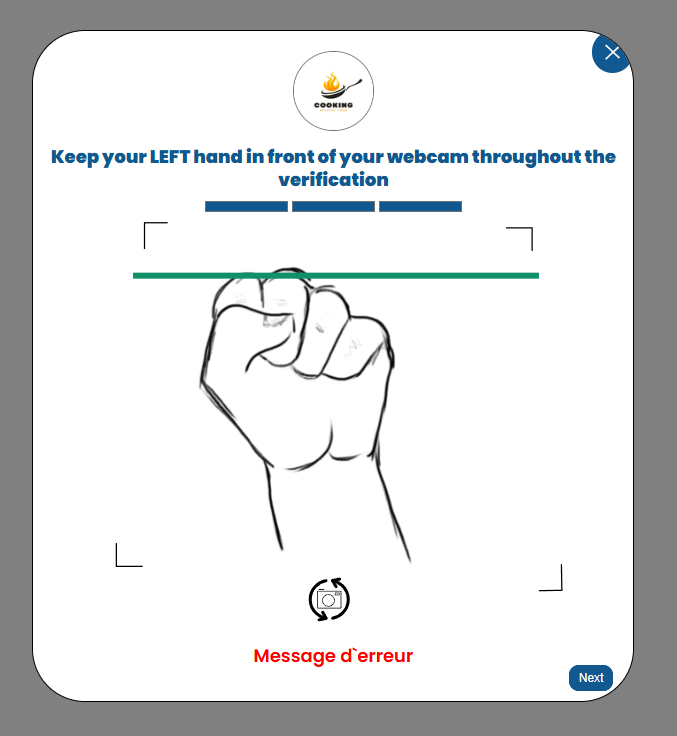 COOKING
Keep your LEFT hand in front of your webcam throughout the
verification
Message d`erreur
Next